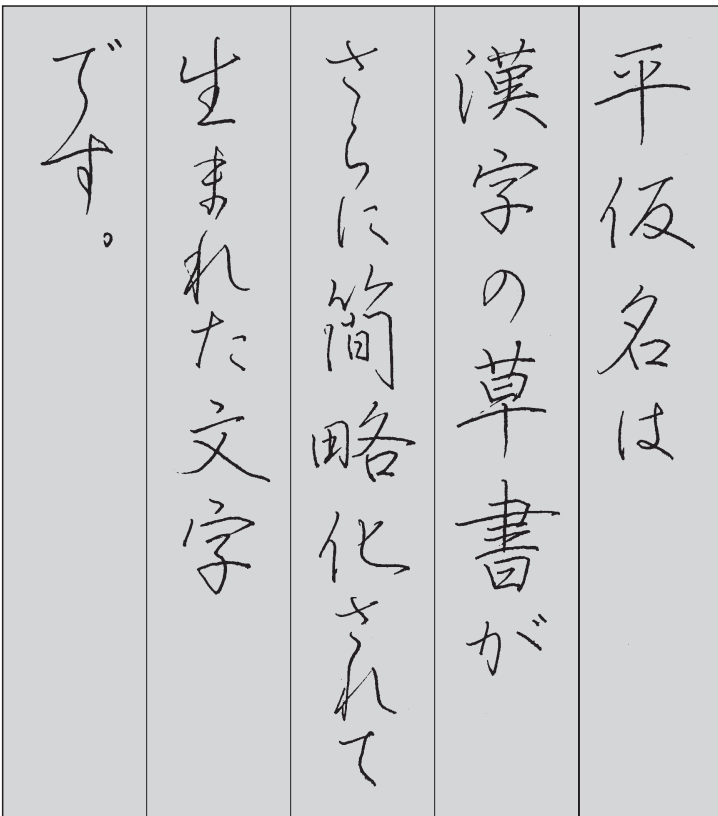 平仮名は
漢字の草書が
さらに簡略化されて
生まれた文字
です。